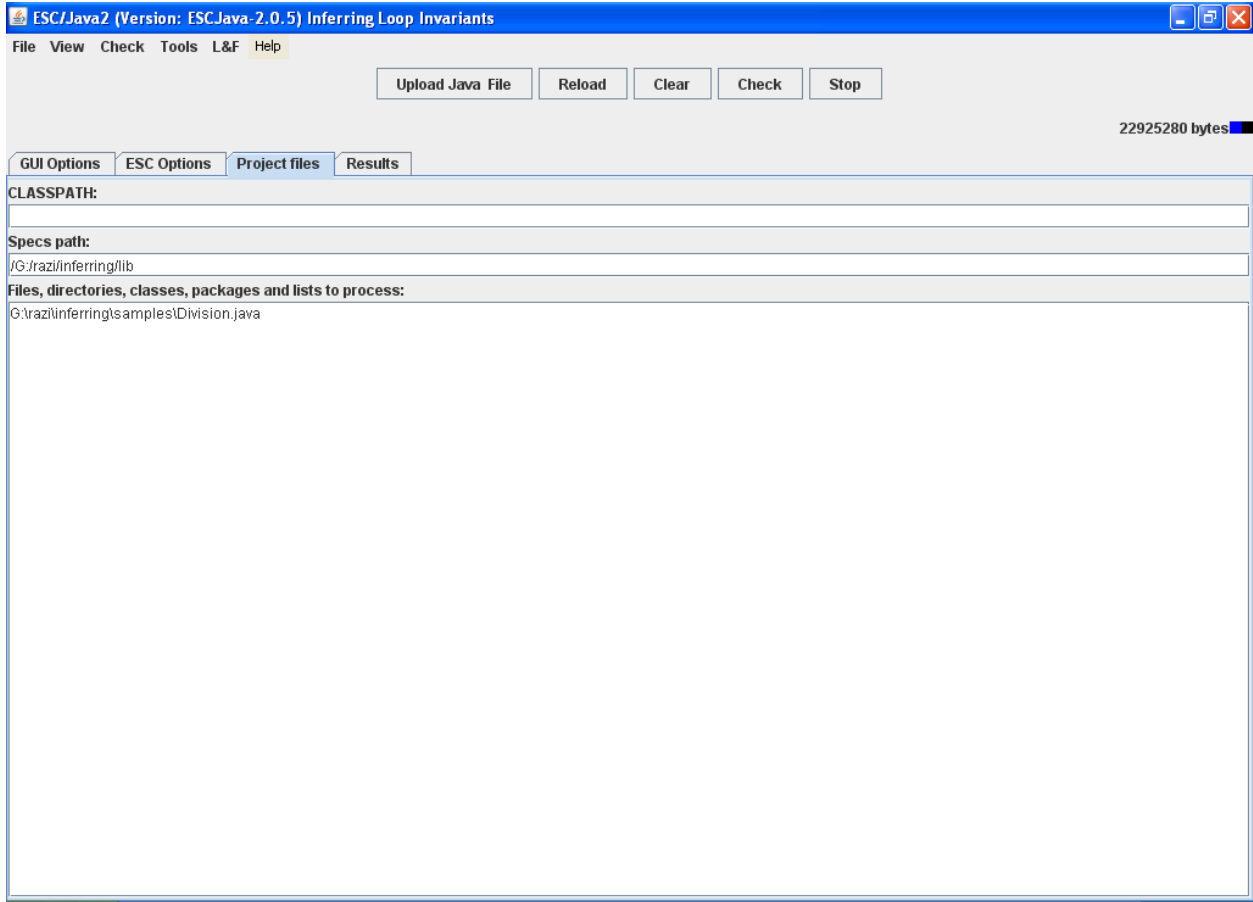 ESC/Java2 (Version: ESCJava-2.0.5) Inferring Loop Invariants
File View Check Tools L&F Help
Upload Java File Reload Clear Check Stop
22925280 bytes
GUI Options ESC Options Project files Results
CLASSPATH:
Specs path:
/G:/razi/inferring/lib
Files, directories, classes, packages and lists to process:
G:\razi\inferring\samples\Division.java